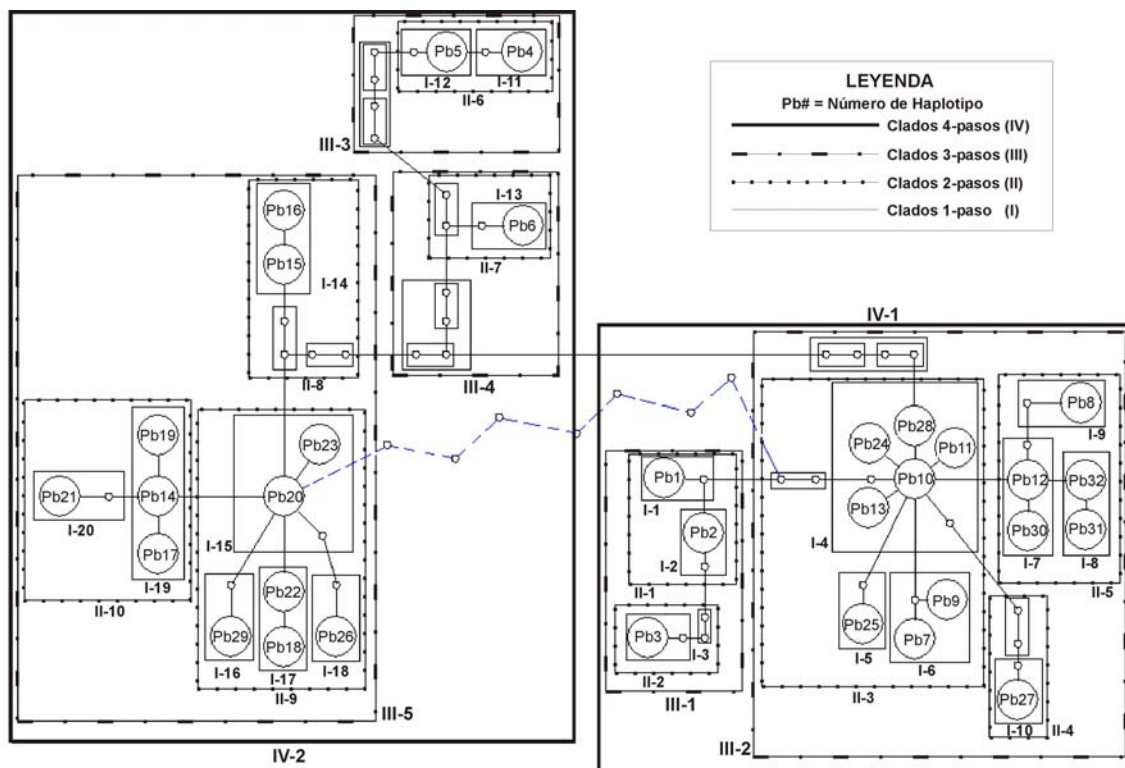 Pb5
Pb4
I-12
I-11
II-6
III-3
LEYENDA
Pb# = Número de Haplotipo
Clados 4-pasos (IV)
Clados 3-pasos (III)
Clados 2-pasos (II)
Clados 1-paso (I)
Pb16
Pb15
I-14
II-8
I-13
Pb6
II-7
III-4
IV-1
Pb19
Pb21
Pb14
Pb17
I-20
I-19
II-10
Pb23
Pb20
I-15
Pb22
Pb29
Pb18
Pb26
I-16
I-17
I-18
II-9
III-5
IV-2
Pb1
I-1
Pb2
I-2
II-1
Pb3
I-3
II-2
III-1
Pb28
Pb24
Pb11
Pb10
Pb13
I-4
Pb25
Pb9
Pb7
I-5
I-6
II-3
Pb8
I-9
Pb12
Pb32
Pb30
Pb31
I-7
I-8
II-5
Pb27
I-10
II-4
III-2